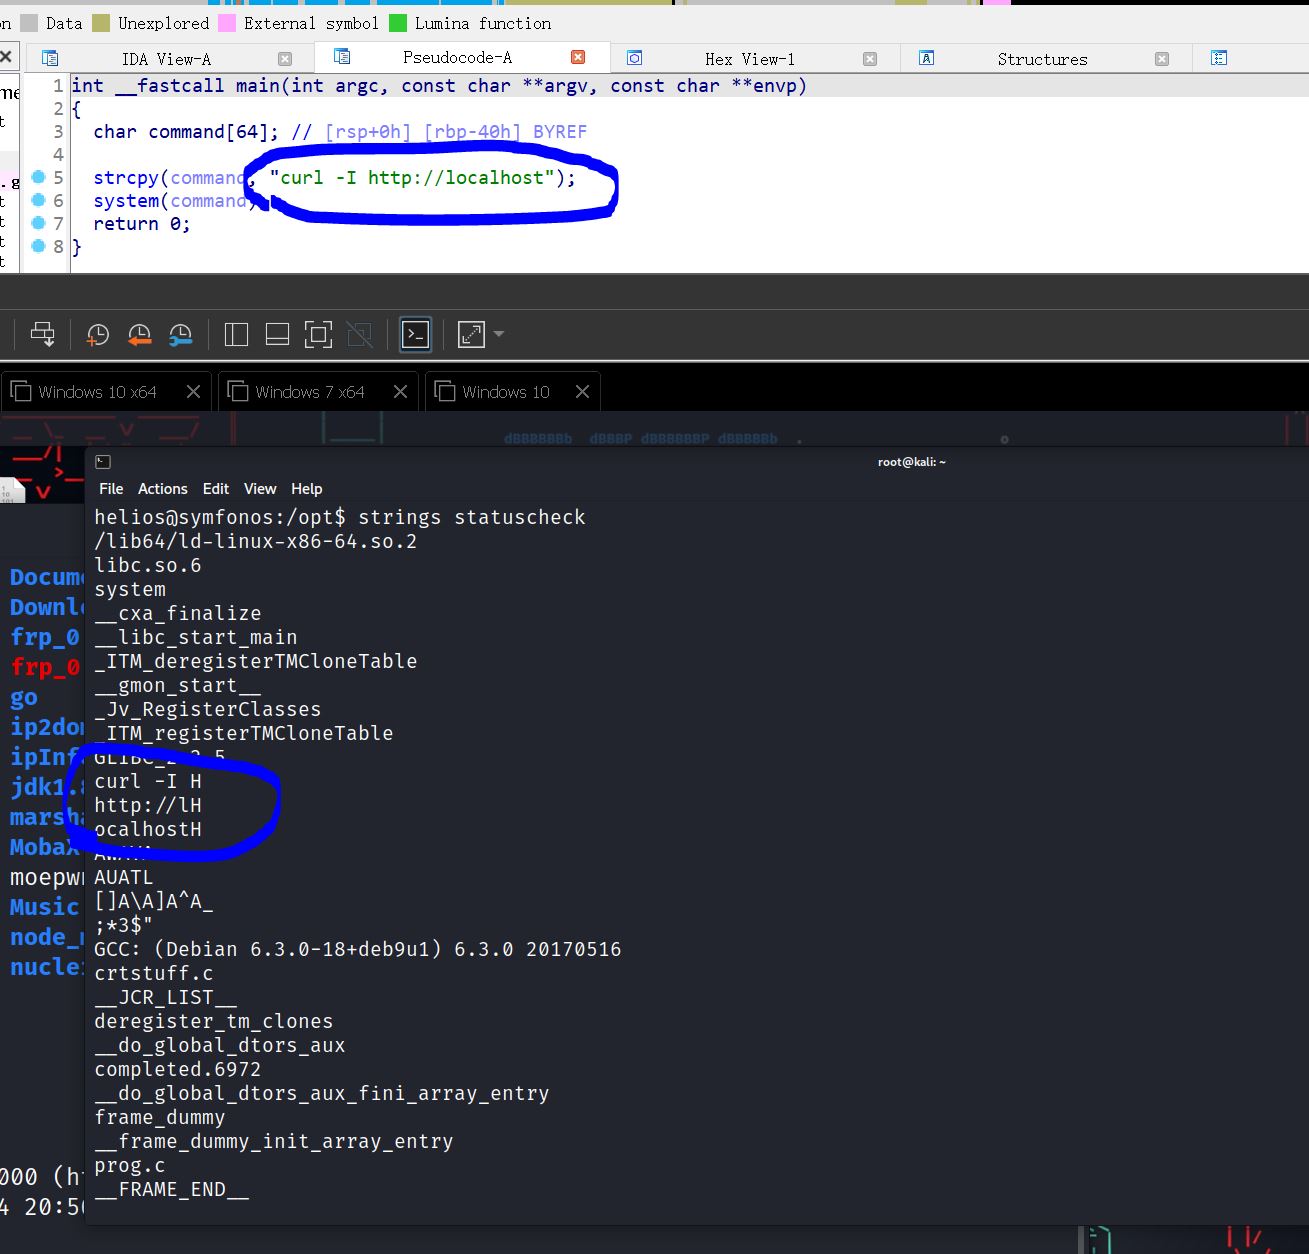 Data Unexplored External symbol Lumina function
IDA View-A Pseudocode-A Hex View-1 Structures
1 int __fastcall main(int argc, const char **argv, const char **envp)
2 {
3 char command[64]; // [rsp+0h] [rbp-40h] BYREF
4
5 strcpy(command, "curl -I http://localhost");
6 system(command)
7 return 0;
8 }
Windows 10 x64 Windows 7 x64 Windows 10
root@kali: ~
File Actions Edit View Help
helios@symfonos:/opt$ strings statuscheck
/lib64/ld-linux-x86-64.so.2
libc.so.6
system
__cxa_finalize
__libc_start_main
_ITM_deregisterTMCloneTable
__gmon_start__
_Jv_RegisterClasses
_ITM_registerTMCloneTable
GLIBC_2.2.5
curl -I H
http://lH
ocalhostH
AUATL
[]A\A]A^A_
;*3$"
GCC: (Debian 6.3.0-18+deb9u1) 6.3.0 20170516
crtstuff.c
__JCR_LIST__
deregister_tm_clones
__do_global_dtors_aux
completed.6972
__do_global_dtors_aux_fini_array_entry
frame_dummy
__frame_dummy_init_array_entry
prog.c
__FRAME_END__
Docume
Downl
frp_0
frp_0
go
ip2do
ipInf
jdk1.8
marsh
MobaX
moepw
Music
node_
nucle
000 (h
4 20:50